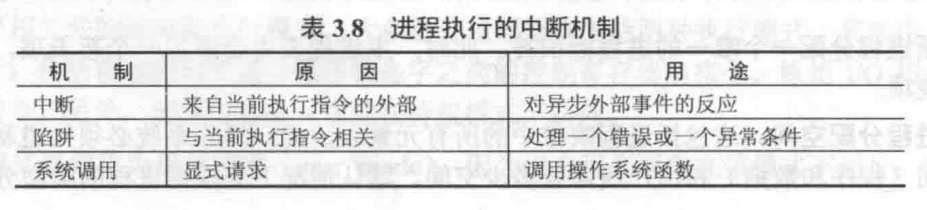 表 3.8 进程执行的中断机制
机 制 原 因 用 途
中断 来自当前执行指令的外部 对异步外部事件的反应
陷阱 与当前执行指令相关 处理一个错误或一个异常条件
系统调用 显式请求 调用操作系统函数